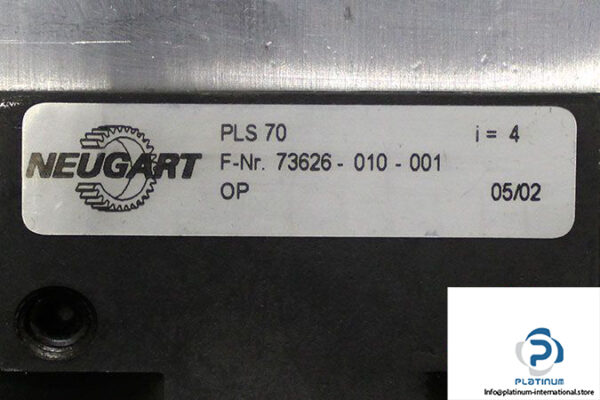 NEUGART
PLS 70 i = 4
F-Nr. 73626 - 010 - 001
OP 05/02
PLATINUM
Info@platinum-international.store